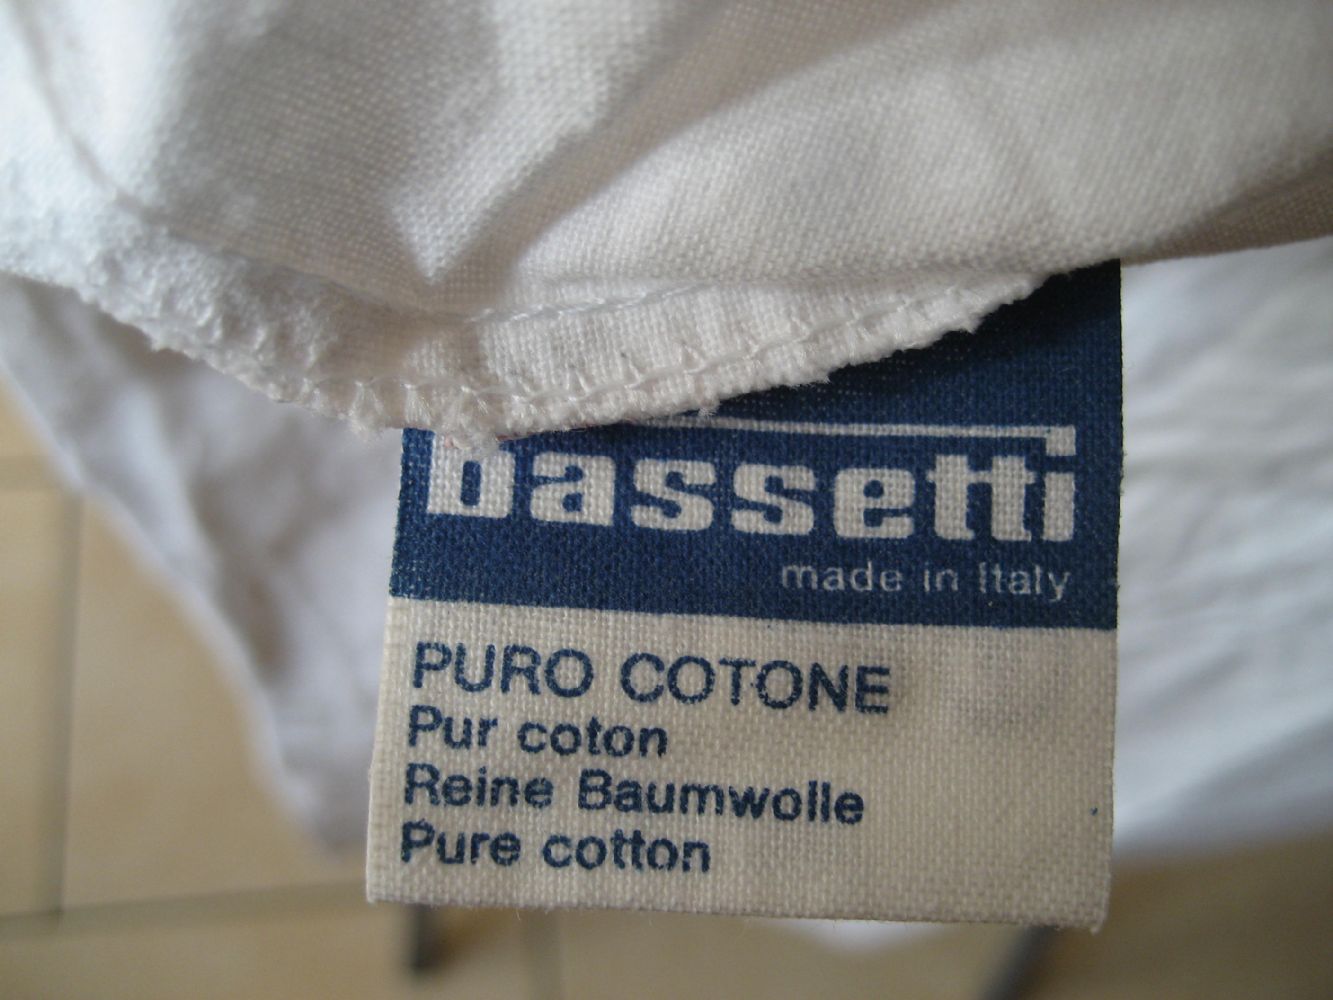 bassetti
made in Italy
PURO COTONE
Pur coton
Reine Baumwolle
Pure cotton